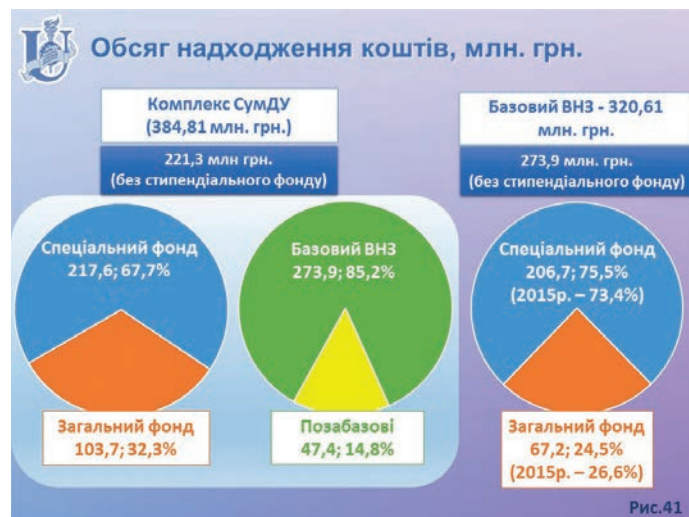 Обсяг надходження коштів, млн. грн.
Комплекс СумДУ
(384,81 млн. грн.)
221,3 млн грн.
(без стипендіального фонду)
Базовий ВНЗ - 320,61
млн. грн.
273,9 млн. грн.
(без стипендіального фонду)
Спеціальний фонд
217,6; 67,7%
Загальний фонд
103,7; 32,3%
Базовий ВНЗ
273,9; 85,2%
Позабазові
47,4; 14,8%
Спеціальний фонд
206,7; 75,5%
(2015р. – 73,4%)
Загальний фонд
67,2; 24,5%
(2015р. – 26,6%)
Рис.41